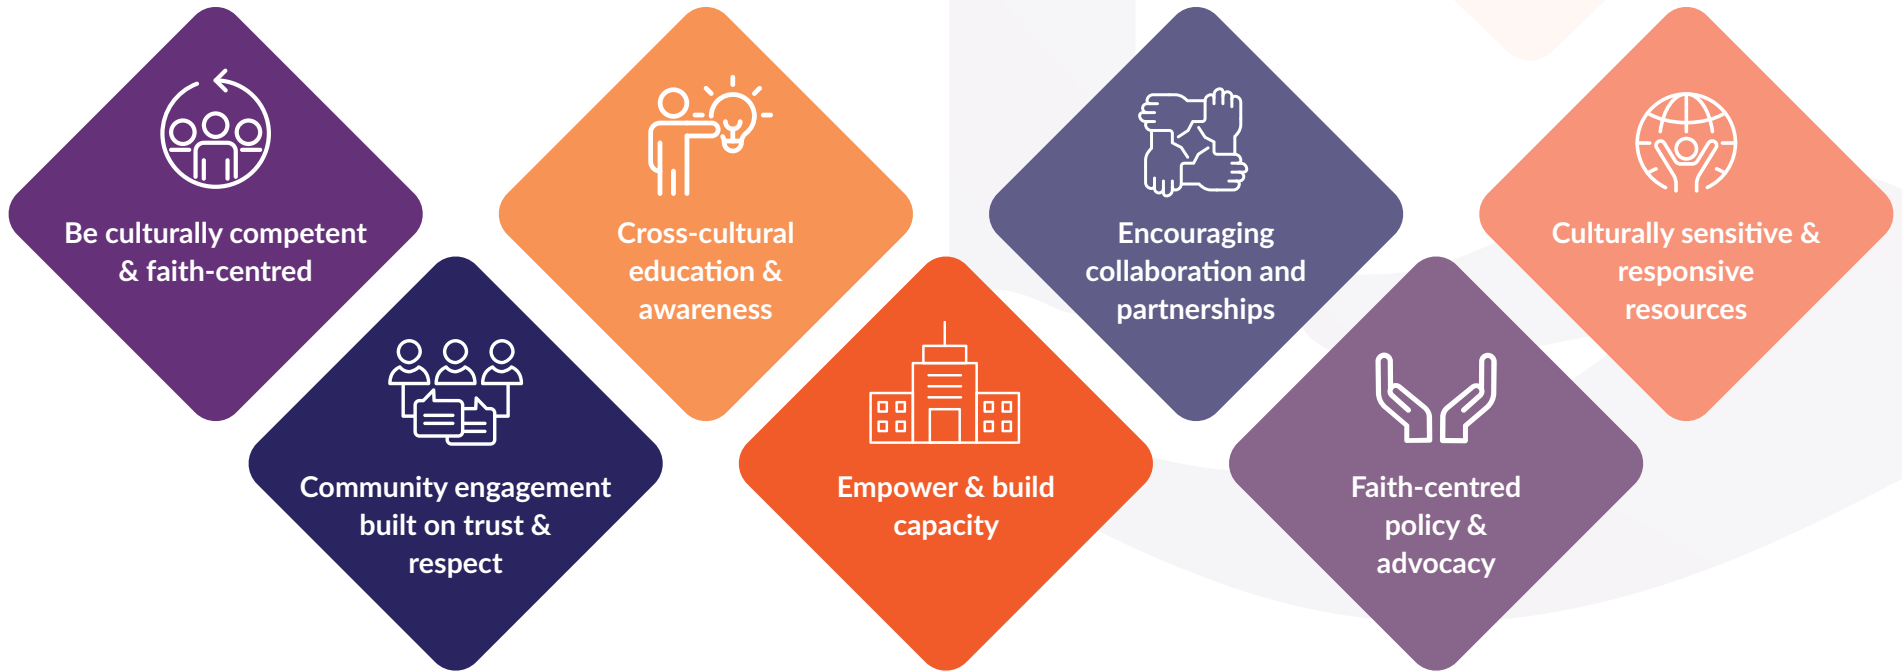 Be culturally competent
& faith-centred
Community engagement
built on trust &
respect
Cross-cultural
education &
awareness
Empower & build
capacity
Encouraging
collaboration and
partnerships
Faith-centred
policy &
advocacy
Culturally sensitive &
responsive
resources